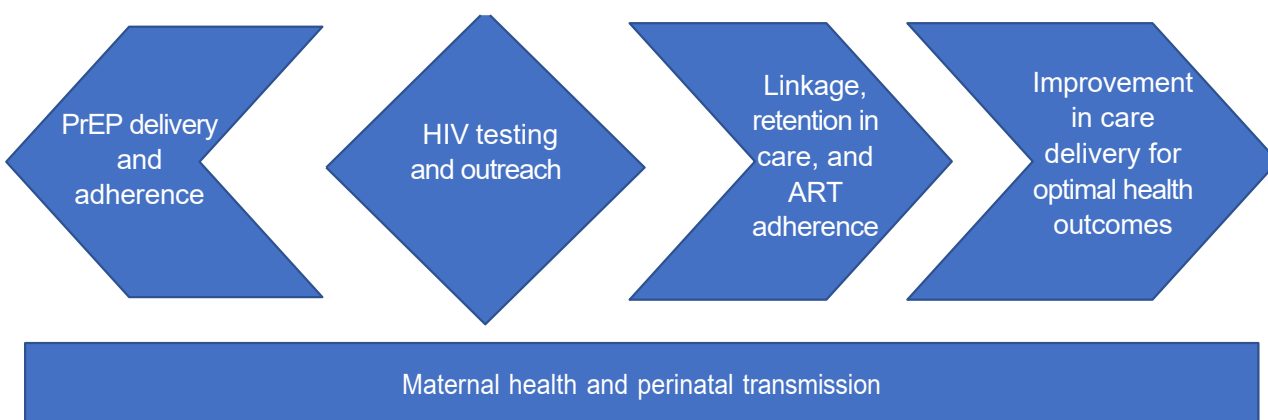 PrEP delivery
and
adherence
HIV testing
and outreach
Linkage,
retention in
care, and
ART
adherence
Improvement
in care
delivery for
optimal health
outcomes
Maternal health and perinatal transmission